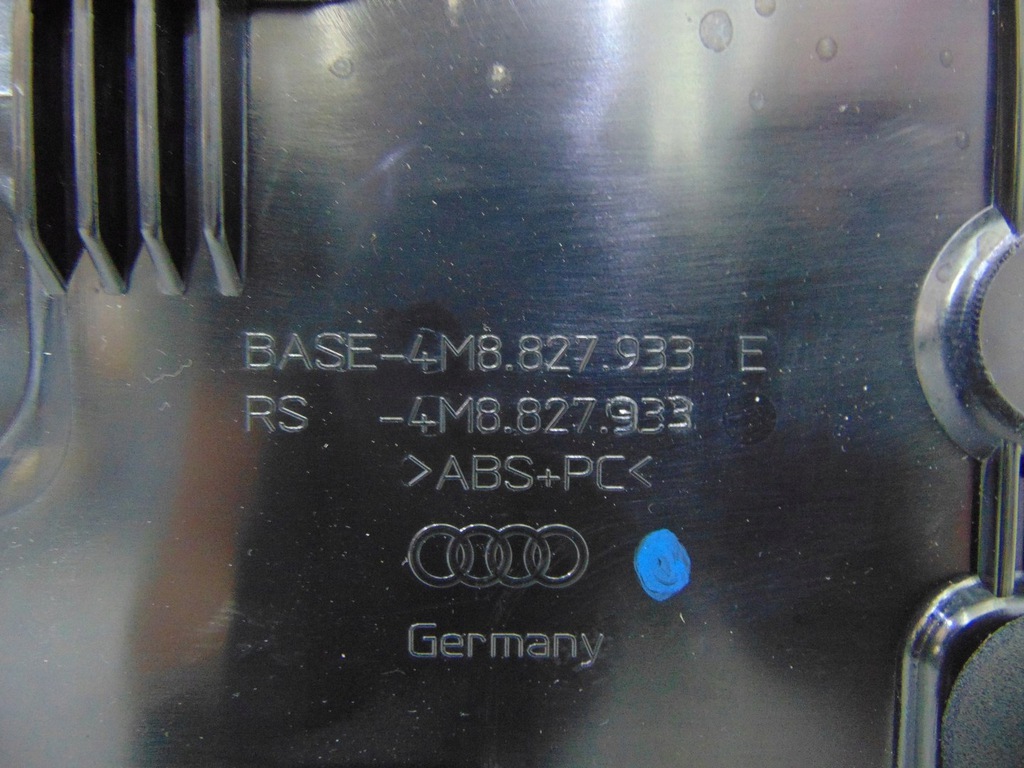 BASE-4M8.827.933 E
RS -4M8.827.933
>ABS+PC<
Germany